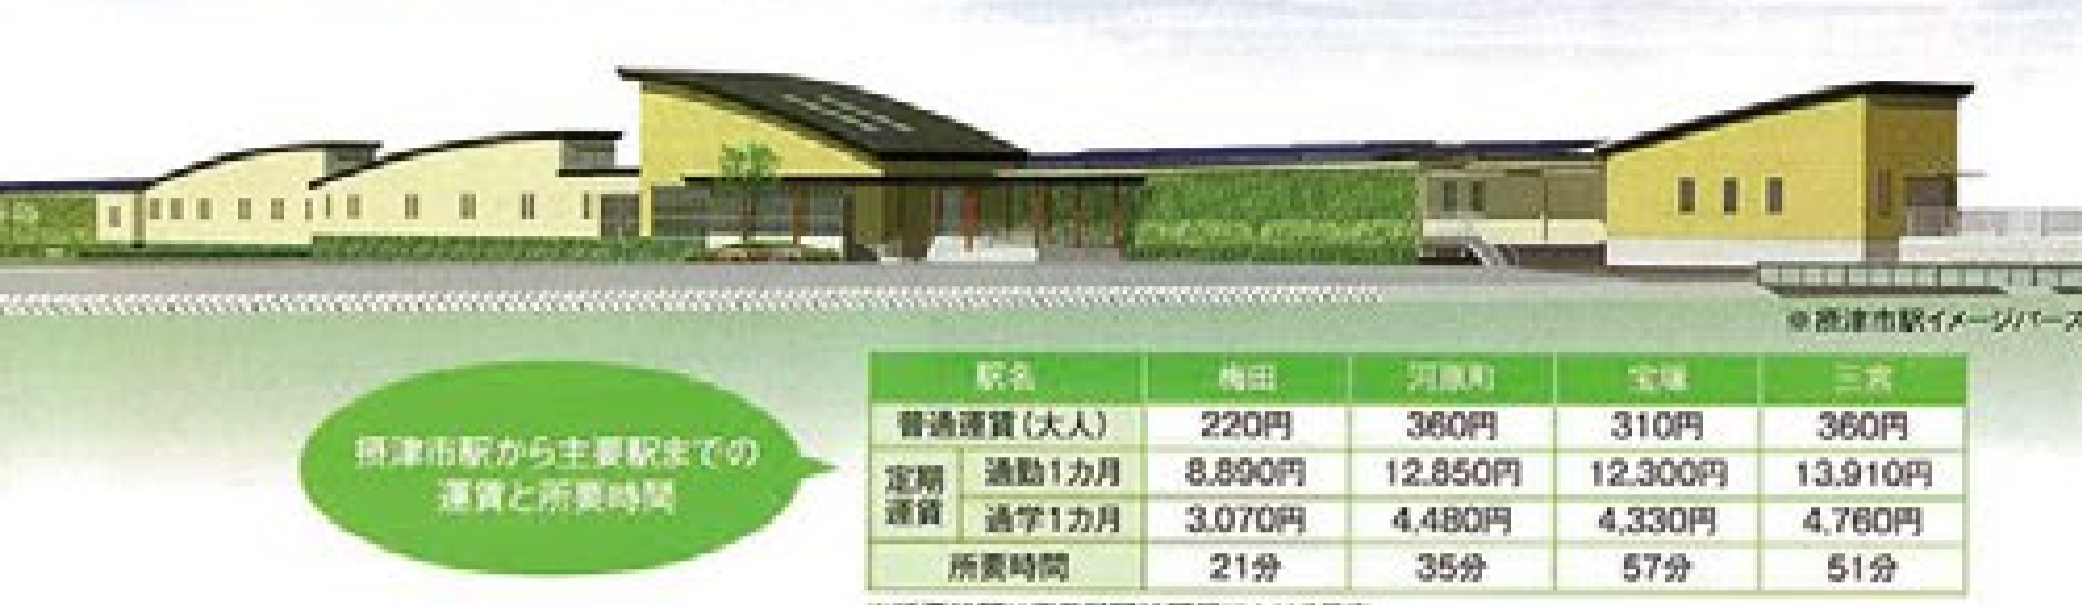 ※摂津市駅イメージパース
摂津市駅から主要駅までの
運賃と所要時間
駅名 梅田 河原町 宝塚 三宮
普通運賃(大人) 220円 360円 310円 360円
定期運賃 通勤1カ月 8,890円 12,850円 12,300円 13,910円
通学1カ月 3,070円 4,480円 4,330円 4,760円
所要時間 21分 35分 57分 51分